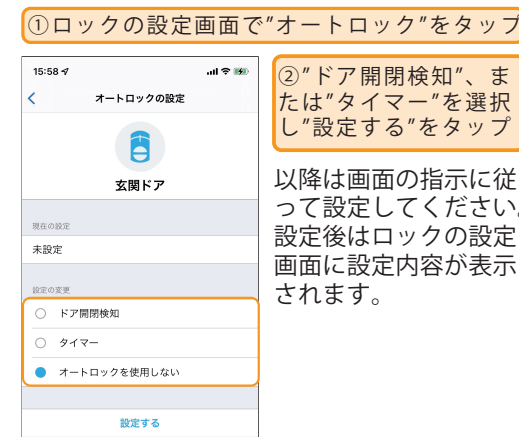 ①ロックの設定画面で"オートロック"をタップ
15:58
オートロックの設定
玄関ドア
現在の設定
未設定
設定の変更
ドア開閉検知
タイマー
オートロックを使用しない
設定する
②"ドア開閉検知"、ま
たは"タイマー"を選択
し"設定する"をタップ
以降は画面の指示に従
って設定してください。
設定後はロックの設定
画面に設定内容が表示
されます。